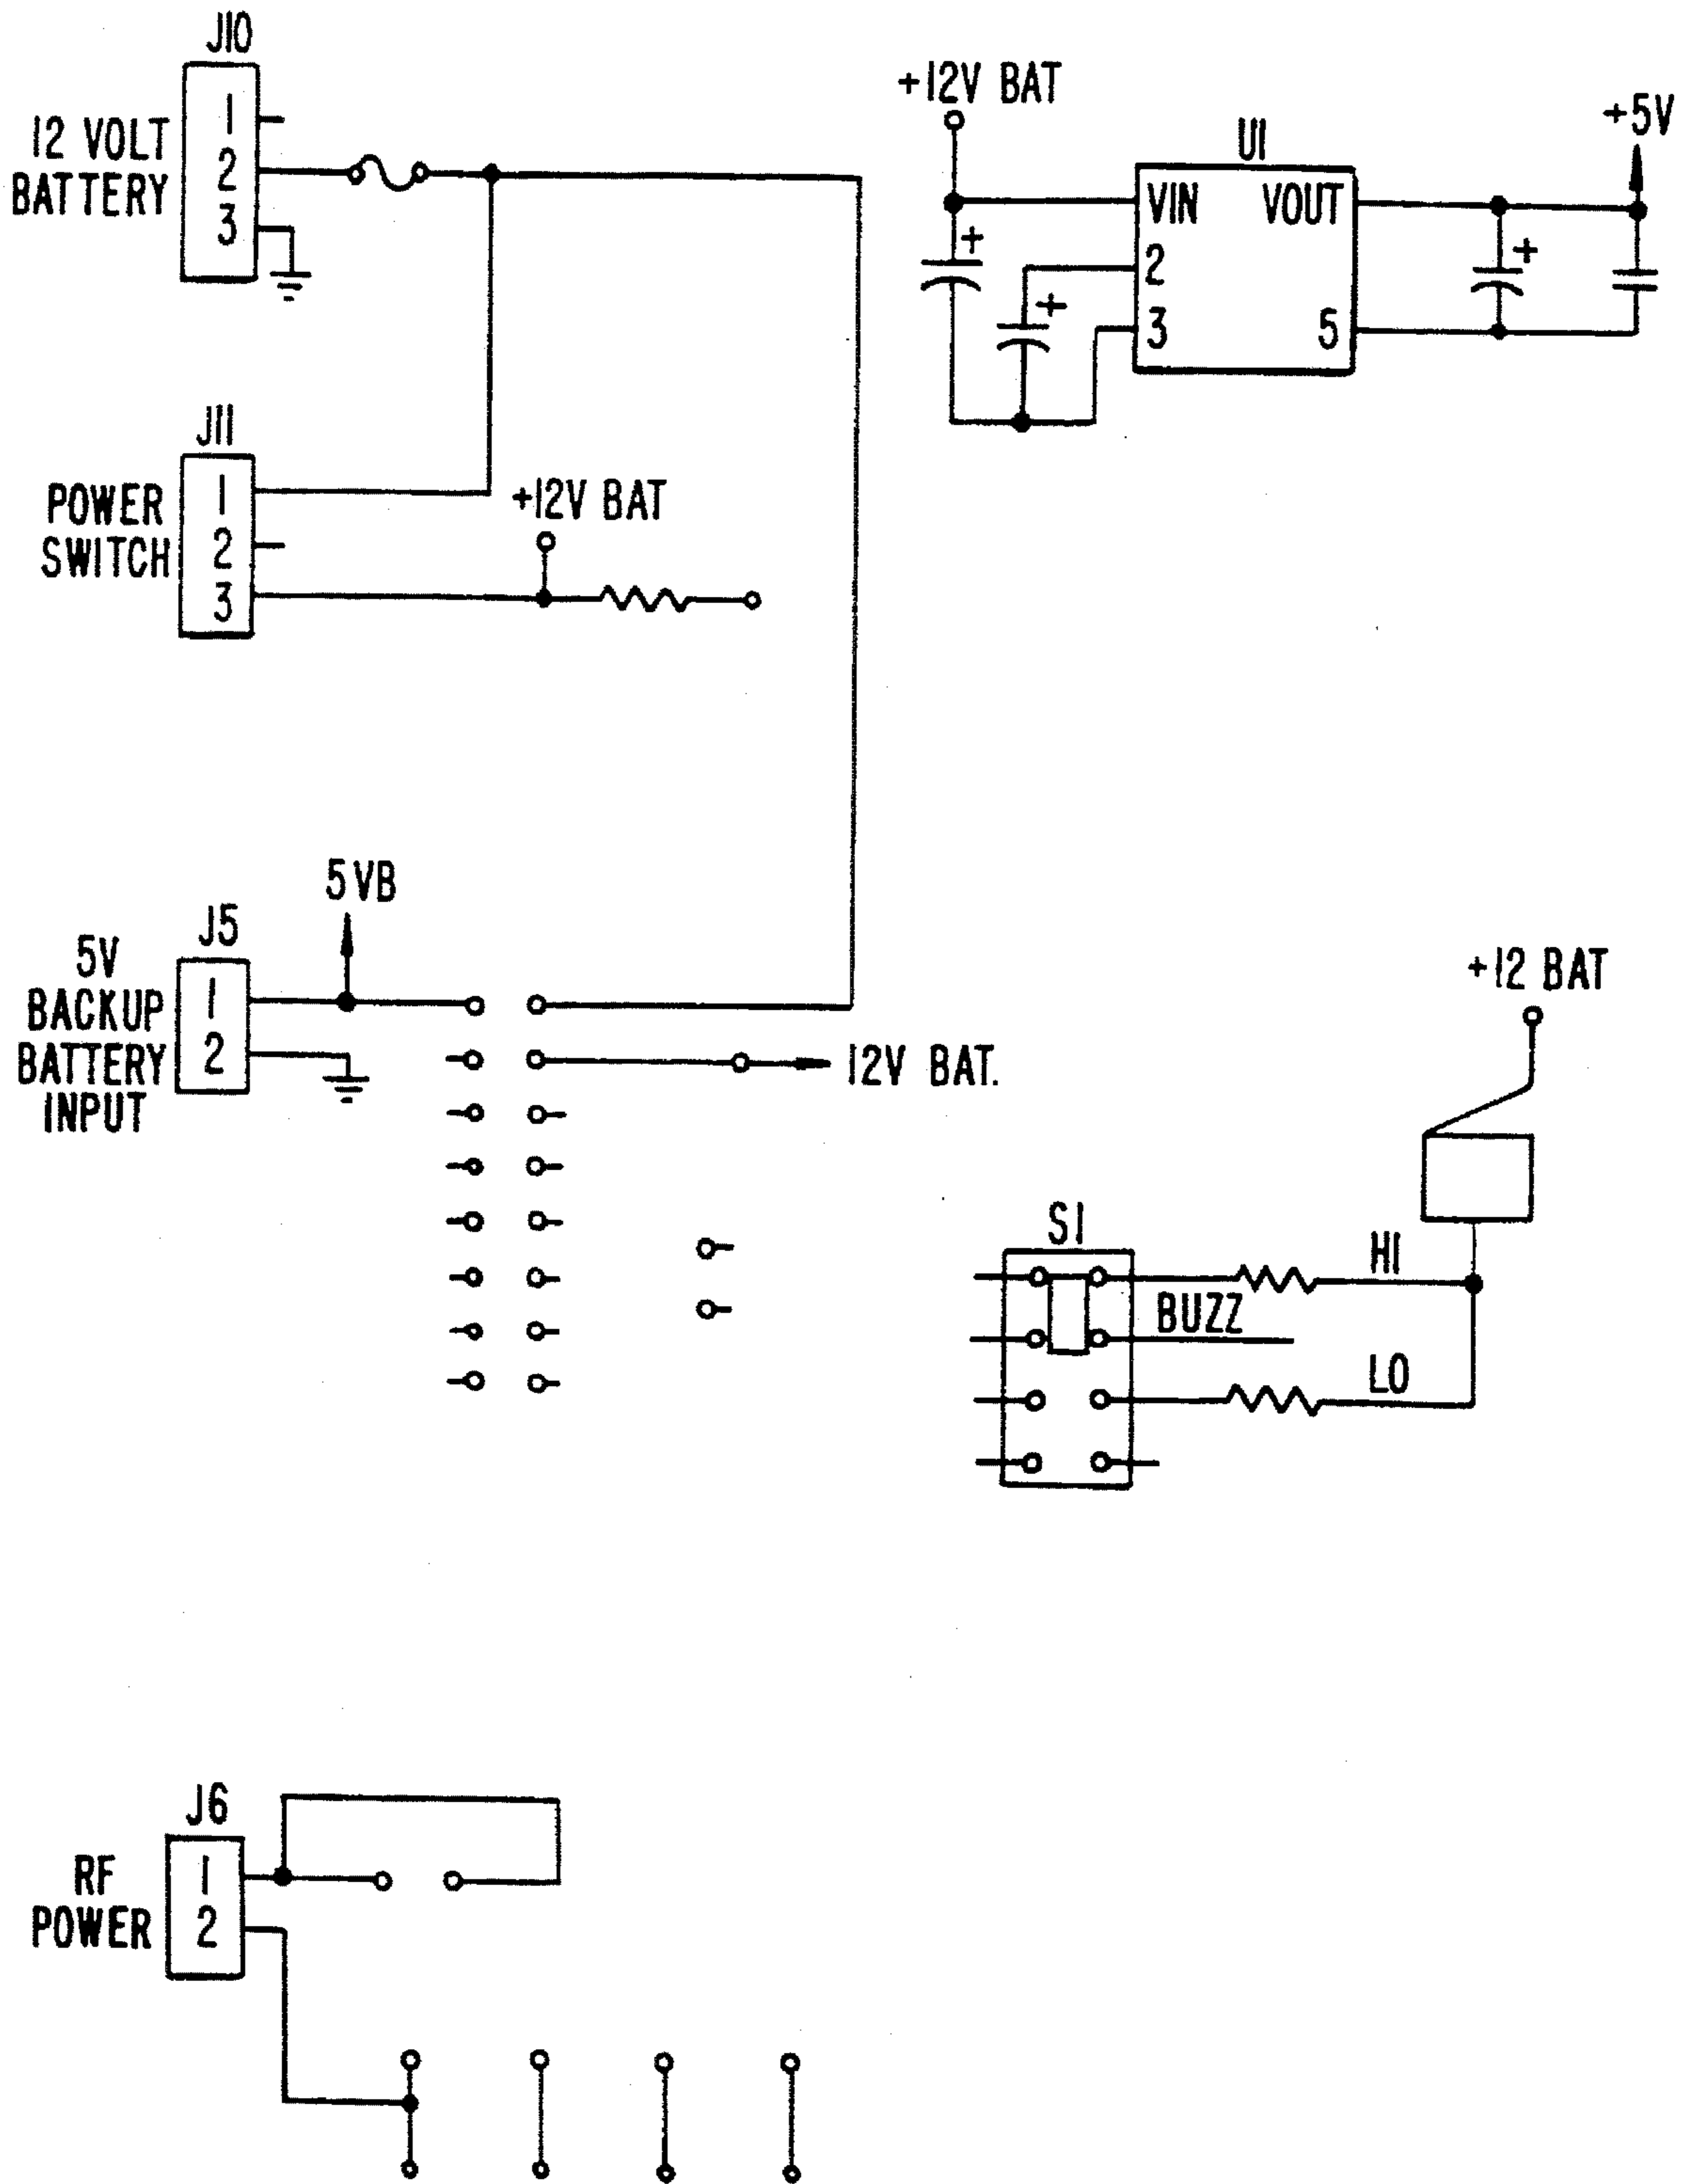 J10
12 VOLT
BATTERY
1
2
3
+12V BAT
U1
+5V
VIN VOUT
2
3 5
J11
POWER
SWITCH
1
2
3
+12V BAT
5VB
J5
5V
BACKUP
BATTERY
INPUT
1
2
12V BAT.
+12 BAT
S1
HI
BUZZ
LO
J6
RF
POWER
1
2